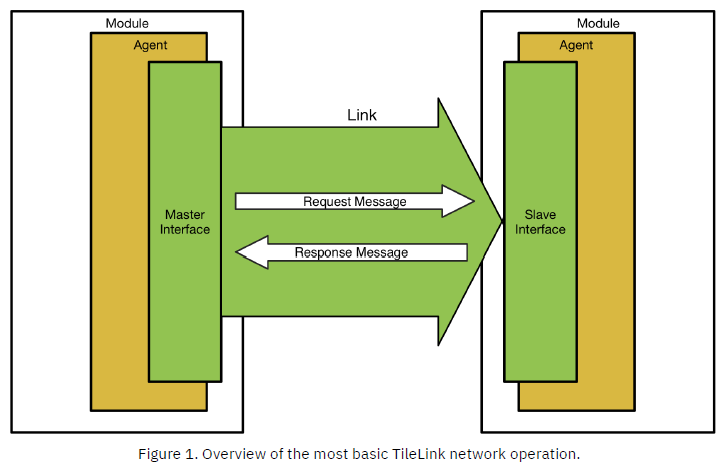 Module
Agent
Master
Interface
Link
Request Message
Response Message
Module
Agent
Slave
Interface
Figure 1. Overview of the most basic TileLink network operation.